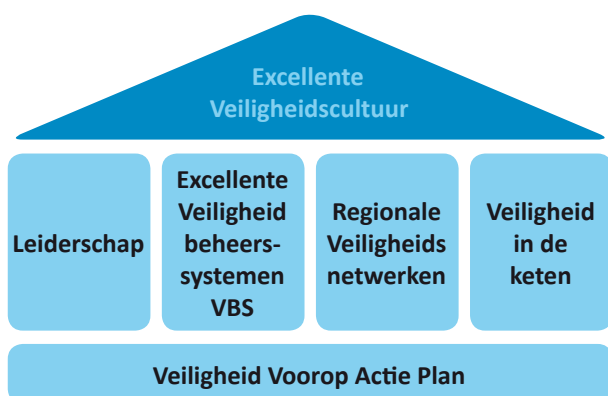 Excellente
Veiligheidscultuur
Leiderschap
Excellente
Veiligheid
beheers-
systemen
VBS
Regionale
Veiligheids
netwerken
Veiligheid
in de
keten
Veiligheid Voorop Actie Plan